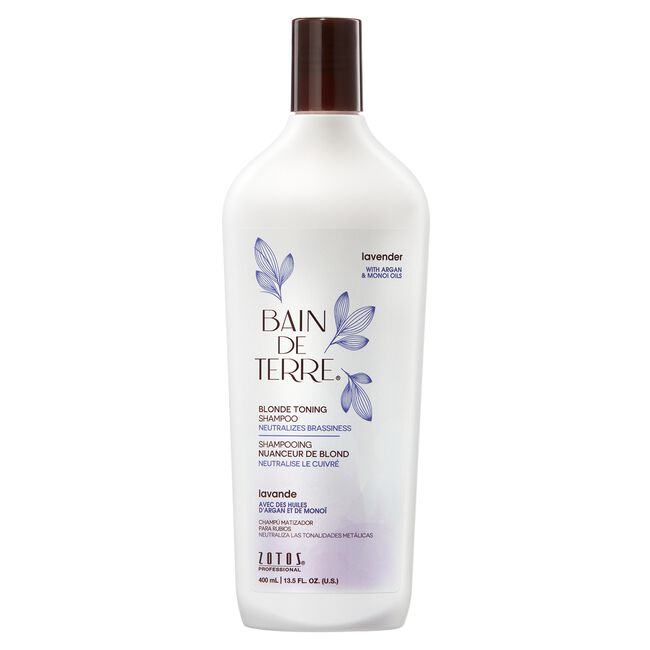 lavender
WITH ARGAN
& MONOI OILS
BAIN
DE
TERRE®
BLONDE TONING
SHAMPOO
NEUTRALIZES BRASSINESS
SHAMPOOING
NUANCEUR DE BLOND
NEUTRALISE LE CUIVRÉ
lavande
AVEC DES HUILES
D'ARGAN ET DE MONOÏ
CHAMPÚ MATIZADOR
PARA RUBIOS
NEUTRALIZA LAS TONALIDADES METÁLICAS
ZOTOS®
PROFESSIONAL
400 mL | 13.5 FL. OZ. (U.S.)